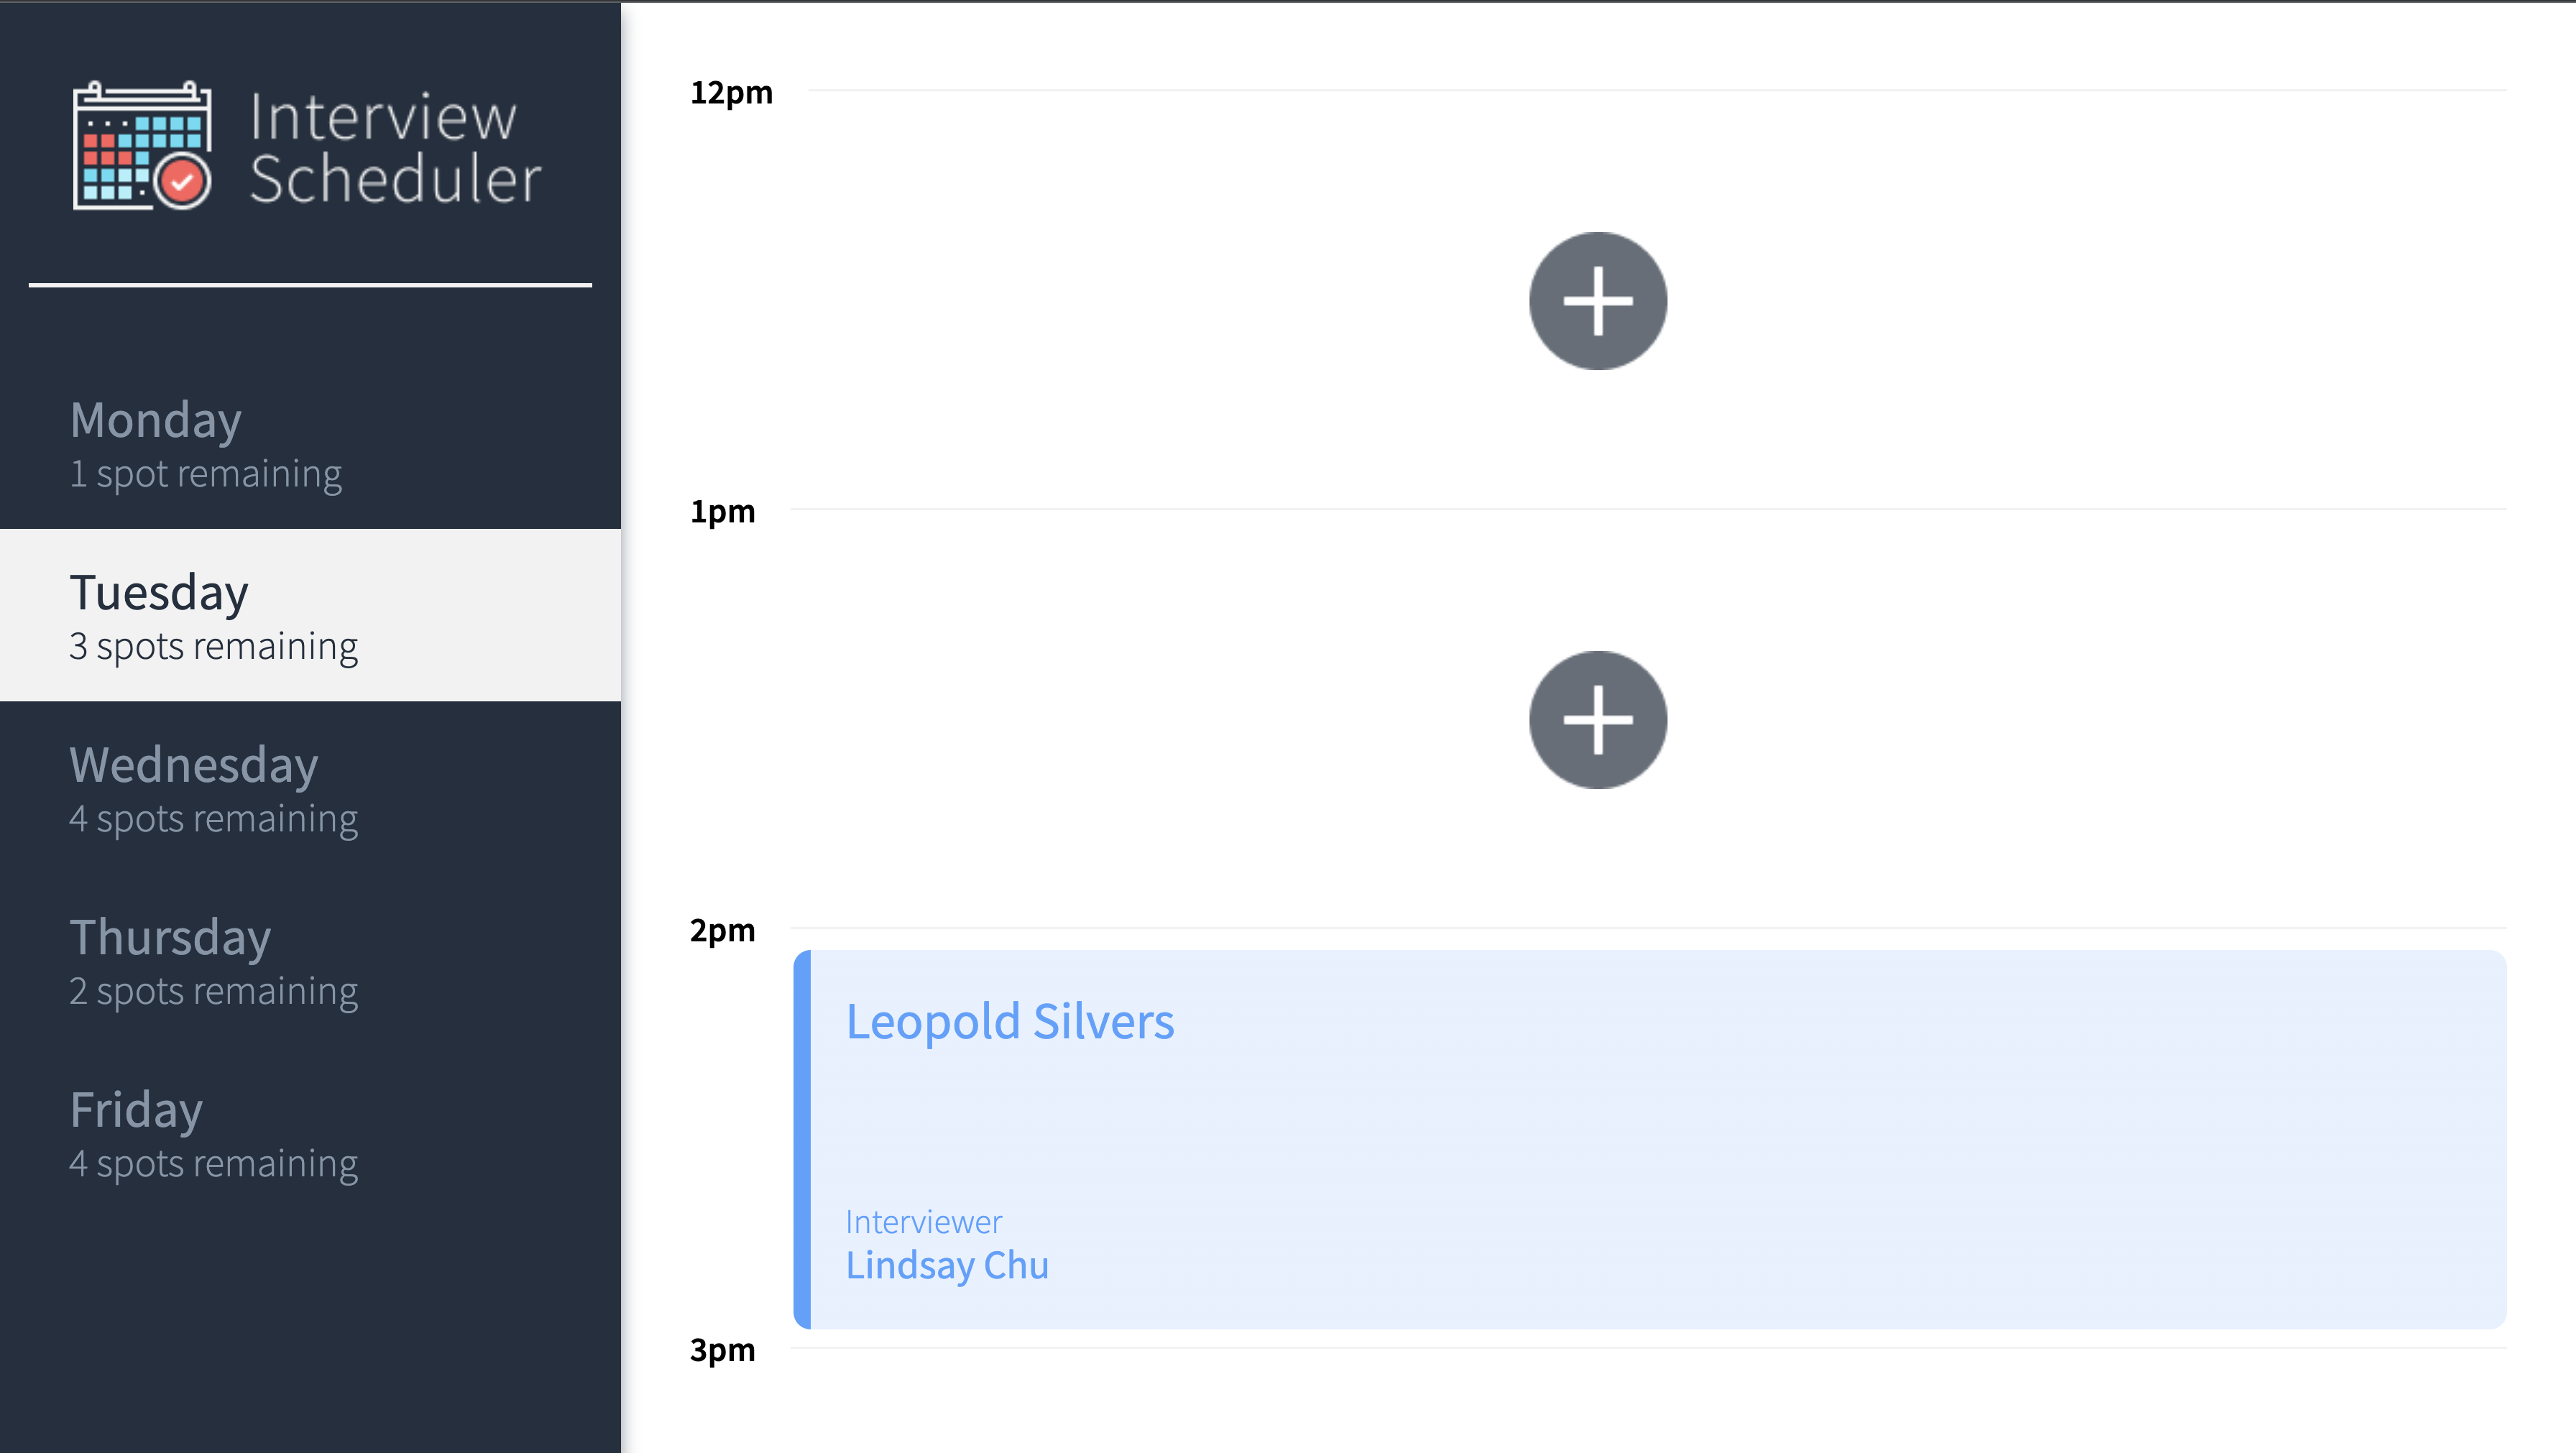 Interview
Scheduler
Monday
1 spot remaining
Tuesday
3 spots remaining
Wednesday
4 spots remaining
Thursday
2 spots remaining
Friday
4 spots remaining
12pm
1pm
2pm
Leopold Silvers
Interviewer
Lindsay Chu
3pm